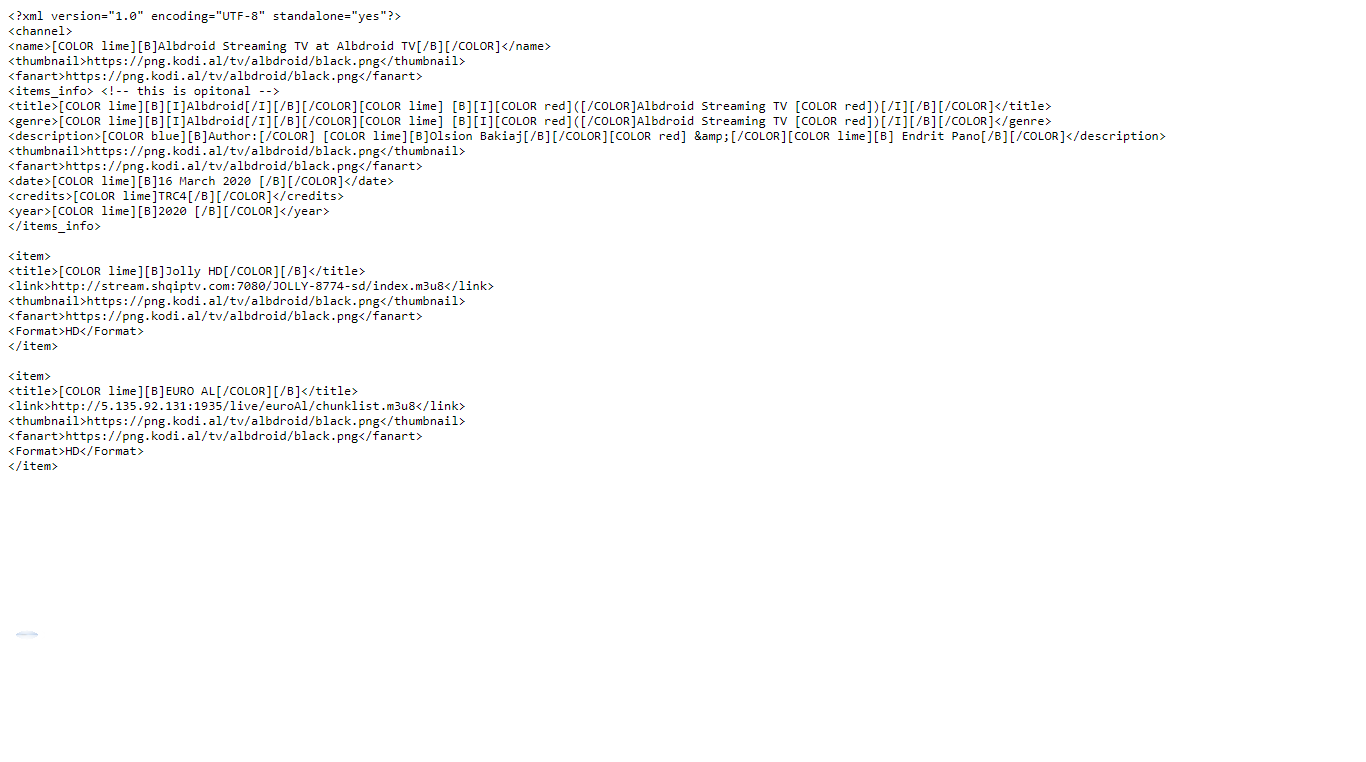 <?xml version="1.0" encoding="UTF-8" standalone="yes"?>
<channel>
<name>[COLOR lime][B]Albdroid Streaming TV at Albdroid TV[/B][/COLOR]</name>
<thumbnail>https://png.kodi.al/tv/albdroid/black.png</thumbnail>
<fanart>https://png.kodi.al/tv/albdroid/black.png</fanart>
<items_info> <!-- this is opitonal -->
<title>[COLOR lime][B][I]Albdroid[/I][/B][/COLOR][COLOR lime] [B][I][COLOR red]([/COLOR]Albdroid Streaming TV [COLOR red])[/I][/B][/COLOR]</title>
<genre>[COLOR lime][B][I]Albdroid[/I][/B][/COLOR][COLOR lime] [B][I][COLOR red]([/COLOR]Albdroid Streaming TV [COLOR red])[/I][/B][/COLOR]</genre>
<description>[COLOR blue][B]Author:[/COLOR] [COLOR lime][B]Olsion Bakiaj[/B][/COLOR][COLOR red] &amp;[/COLOR][COLOR lime][B] Endrit Pano[/B][/COLOR]</description>
<thumbnail>https://png.kodi.al/tv/albdroid/black.png</thumbnail>
<fanart>https://png.kodi.al/tv/albdroid/black.png</fanart>
<date>[COLOR lime][B]16 March 2020 [/B][/COLOR]</date>
<credits>[COLOR lime]TRC4[/B][/COLOR]</credits>
<year>[COLOR lime][B]2020 [/B][/COLOR]</year>
</items_info>
<item>
<title>[COLOR lime][B]Jolly HD[/COLOR][/B]</title>
<link>http://stream.shqiptv.com:7080/JOLLY-8774-sd/index.m3u8</link>
<thumbnail>https://png.kodi.al/tv/albdroid/black.png</thumbnail>
<fanart>https://png.kodi.al/tv/albdroid/black.png</fanart>
<Format>HD</Format>
</item>
<item>
<title>[COLOR lime][B]EURO AL[/COLOR][/B]</title>
<link>http://5.135.92.131:1935/live/euroAl/chunklist.m3u8</link>
<thumbnail>https://png.kodi.al/tv/albdroid/black.png</thumbnail>
<fanart>https://png.kodi.al/tv/albdroid/black.png</fanart>
<Format>HD</Format>
</item>